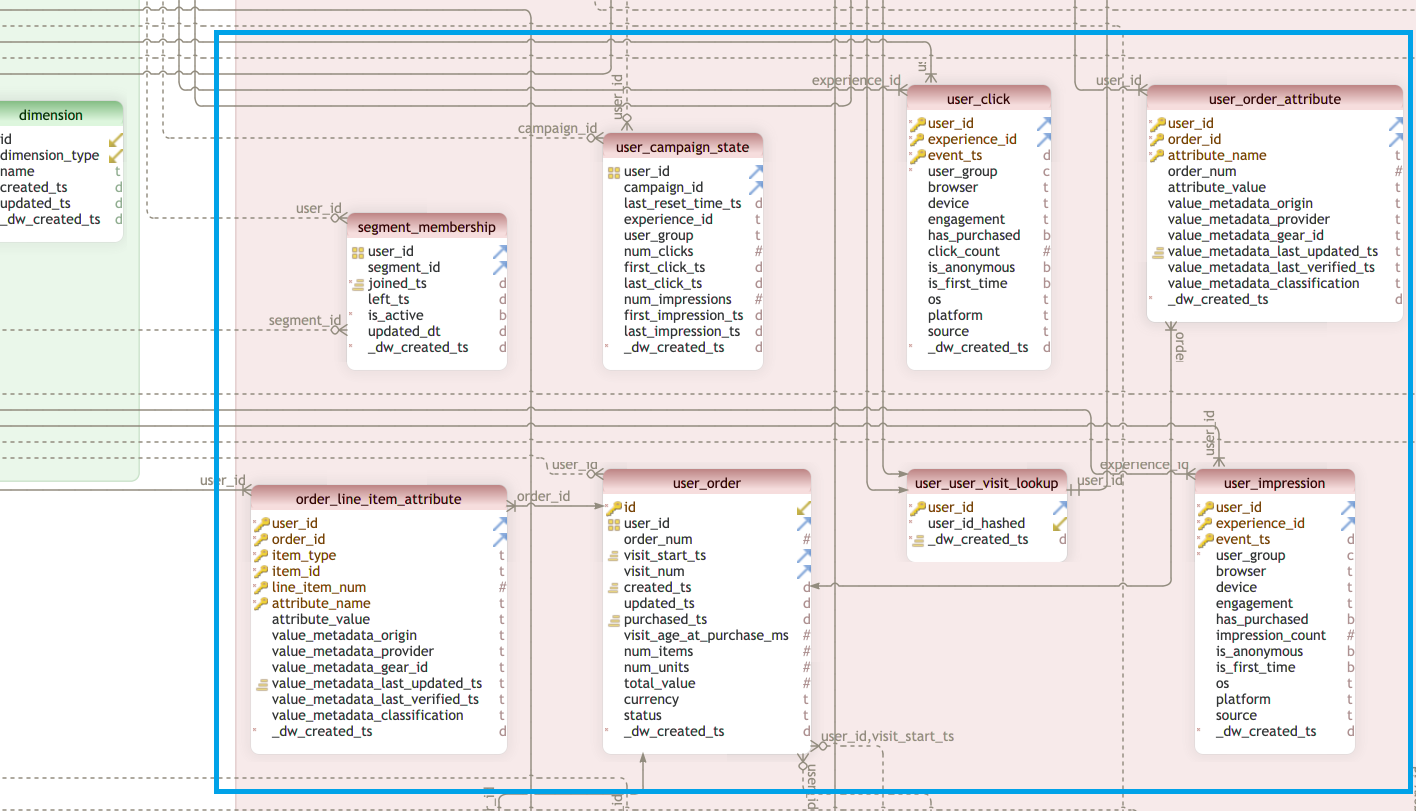 dimension
id
dimension_type
name t
created_ts d
updated_ts d
_dw_created_ts d
user_id
segment_membership
user_id
segment_id
joined_ts d
left_ts d
is_active b
updated_dt d
_dw_created_ts d
segment_id
campaign_id
user_id
user_campaign_state
user_id
campaign_id
last_reset_time_ts d
experience_id t
user_group t
num_clicks #
first_click_ts d
last_click_ts d
num_impressions #
first_impression_ts d
last_impression_ts d
_dw_created_ts d
experience_id
user_click
user_id
experience_id
event_ts d
user_group c
browser t
device t
engagement t
has_purchased b
click_count #
is_anonymous b
is_first_time b
os t
platform t
source t
_dw_created_ts d
user_id
user_order_attribute
user_id
order_id
attribute_name t
order_num #
attribute_value t
value_metadata_origin t
value_metadata_provider t
value_metadata_gear_id t
value_metadata_last_updated_ts t
value_metadata_last_verified_ts t
value_metadata_classification t
_dw_created_ts d
user_id
order_line_item_attribute
user_id
order_id
item_type t
item_id t
line_item_num #
attribute_name t
attribute_value t
value_metadata_origin t
value_metadata_provider t
value_metadata_gear_id t
value_metadata_last_updated_ts t
value_metadata_last_verified_ts t
value_metadata_classification t
_dw_created_ts d
order_id
user_id
user_order
id
user_id
order_num #
visit_start_ts
visit_num
created_ts d
updated_ts d
purchased_ts d
visit_age_at_purchase_ms #
num_items #
num_units #
total_value #
currency t
status t
_dw_created_ts d
user_id,visit_start_ts
user_id
user_user_visit_lookup
user_id
user_id_hashed
_dw_created_ts d
user_id
experience_id
user_id
user_impression
user_id
experience_id
event_ts d
user_group c
browser t
device t
engagement t
has_purchased b
impression_count #
is_anonymous b
is_first_time b
os t
platform t
source t
_dw_created_ts d